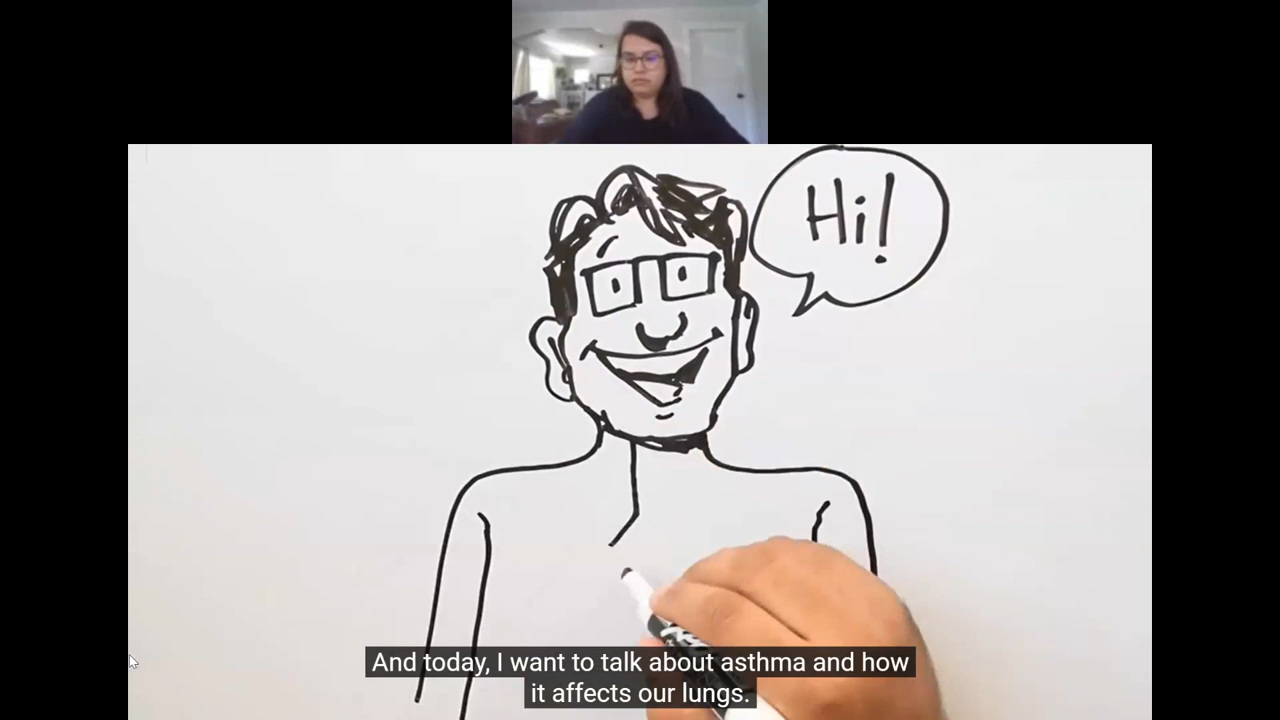 Hi!
And today, I want to talk about asthma and how
it affects our lungs.